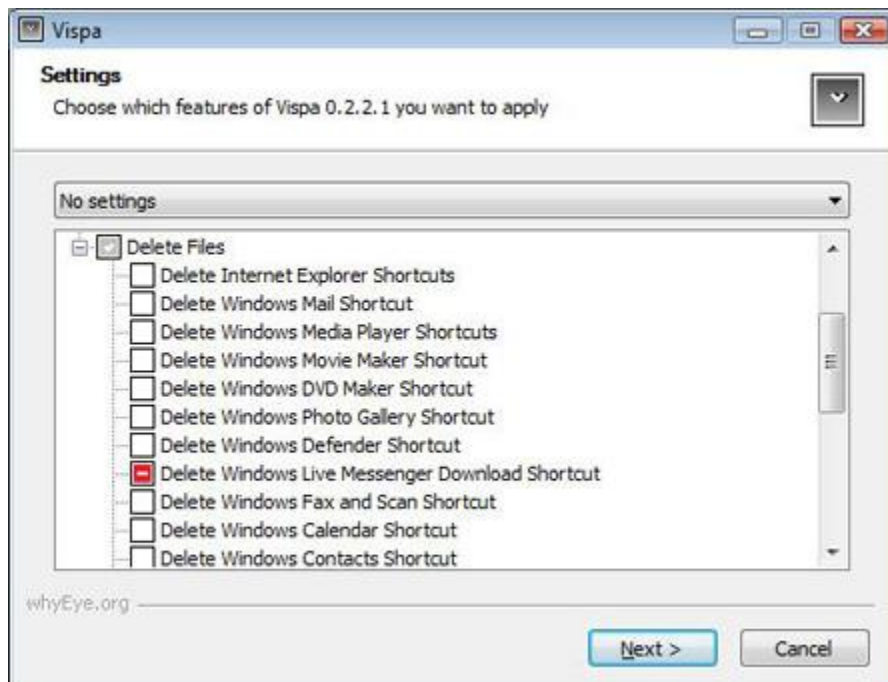 Vispa
Settings
Choose which features of Vispa 0.2.2.1 you want to apply
No settings
Delete Files
Delete Internet Explorer Shortcuts
Delete Windows Mail Shortcut
Delete Windows Media Player Shortcuts
Delete Windows Movie Maker Shortcut
Delete Windows DVD Maker Shortcut
Delete Windows Photo Gallery Shortcut
Delete Windows Defender Shortcut
Delete Windows Live Messenger Download Shortcut
Delete Windows Fax and Scan Shortcut
Delete Windows Calendar Shortcut
Delete Windows Contacts Shortcut
whyEye.org
Next >
Cancel